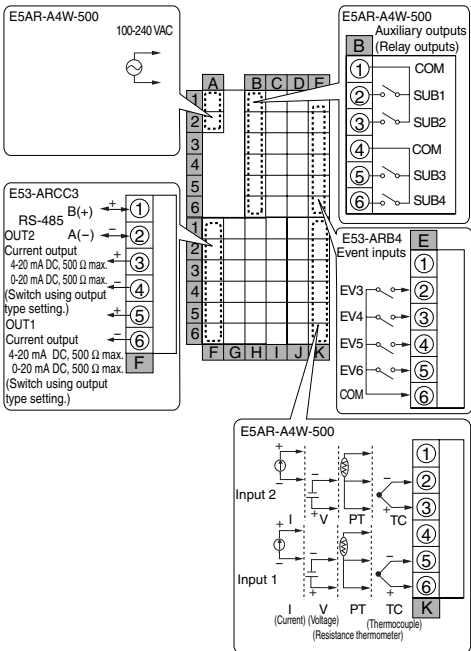 E5AR-A4W-500
100-240 VAC
E5AR-A4W-500
Auxiliary outputs
(Relay outputs)
B
1 COM
2 SUB1
3 SUB2
4 COM
5 SUB3
6 SUB4
A B C D E
1
2
3
4
5
6
1
2
3
4
5
6
F G H I J K
E53-ARCC3
RS-485 B(+) + 1
OUT2 A(−) − 2
Current output + 3
4-20 mA DC, 500 Ω max.
0-20 mA DC, 500 Ω max. − 4
(Switch using output
type setting.) + 5
OUT1
Current output − 6
4-20 mA DC, 500 Ω max.
0-20 mA DC, 500 Ω max. F
(Switch using output
type setting.)
E53-ARB4 E
Event inputs
1
EV3 2
EV4 3
EV5 4
EV6 5
COM 6
E5AR-A4W-500
+ − − 1
2
Input 2 − + + 3
I V PT TC
4
+ − − 5
Input 1 − + + 6
I V PT TC K
(Current) (Voltage) (Thermocouple)
(Resistance thermometer)